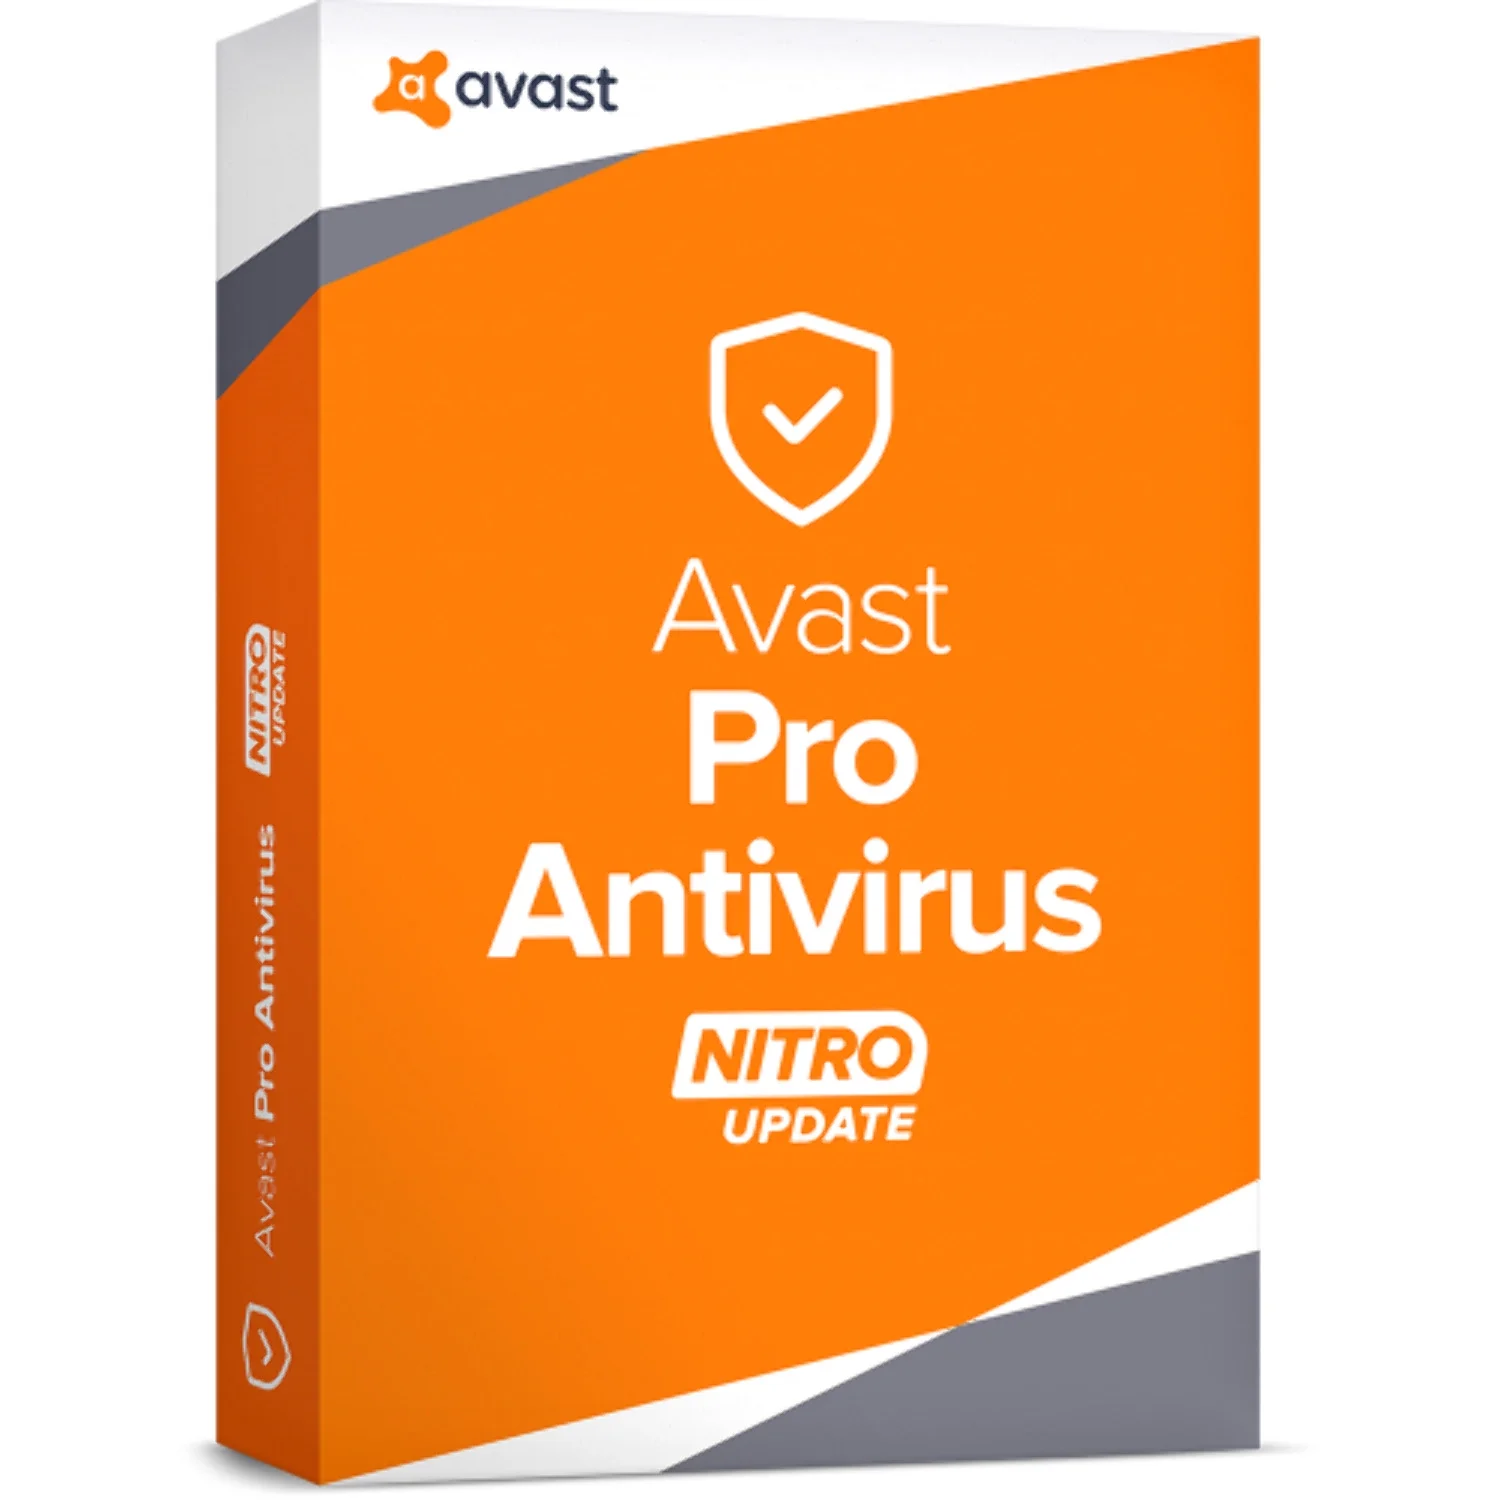 a avast
Avast
Pro
Antivirus
NITRO
UPDATE
Avast Pro Antivirus NITRO
UPDATE